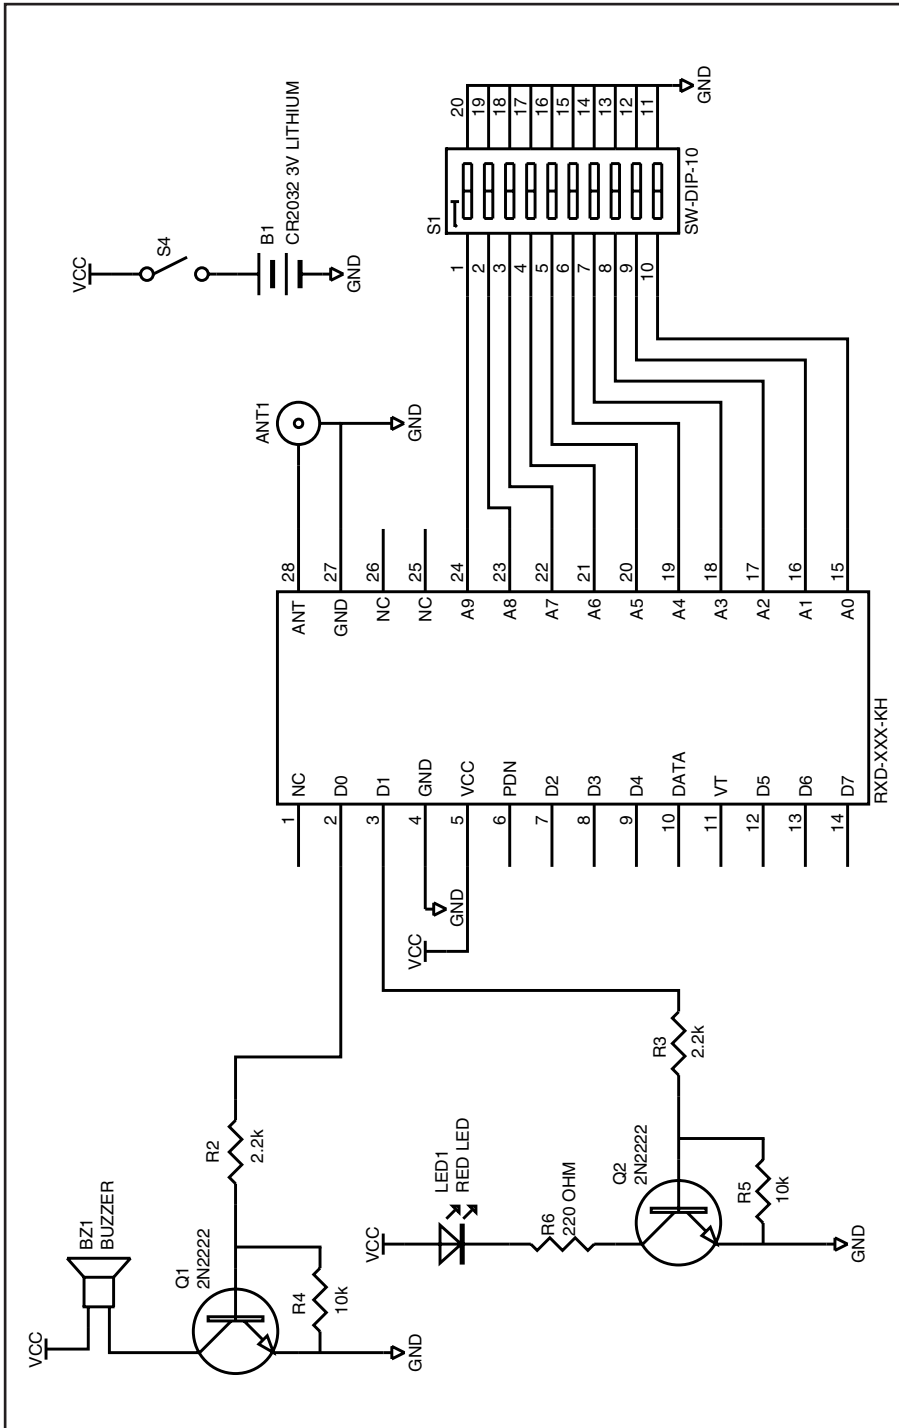 VCC
BZ1
BUZZER
Q1
2N2222
R2
2.2k
R4
10k
GND
VCC
LED1
RED LED
R6
220 OHM
Q2
2N2222
R3
2.2k
R5
10k
GND
VCC
GND
1 NC
2 D0
3 D1
4 GND
5 VCC
6 PDN
7 D2
8 D3
9 D4
10 DATA
11 VT
12 D5
13 D6
14 D7
RXD-XXX-KH
ANT 28
GND 27
NC 26
NC 25
A9 24
A8 23
A7 22
A6 21
A5 20
A4 19
A3 18
A2 17
A1 16
A0 15
ANT1
GND
VCC
S4
B1
CR2032 3V LITHIUM
GND
S1
1 20
2 19
3 18
4 17
5 16
6 15
7 14
8 13
9 12
10 11
SW-DIP-10
GND